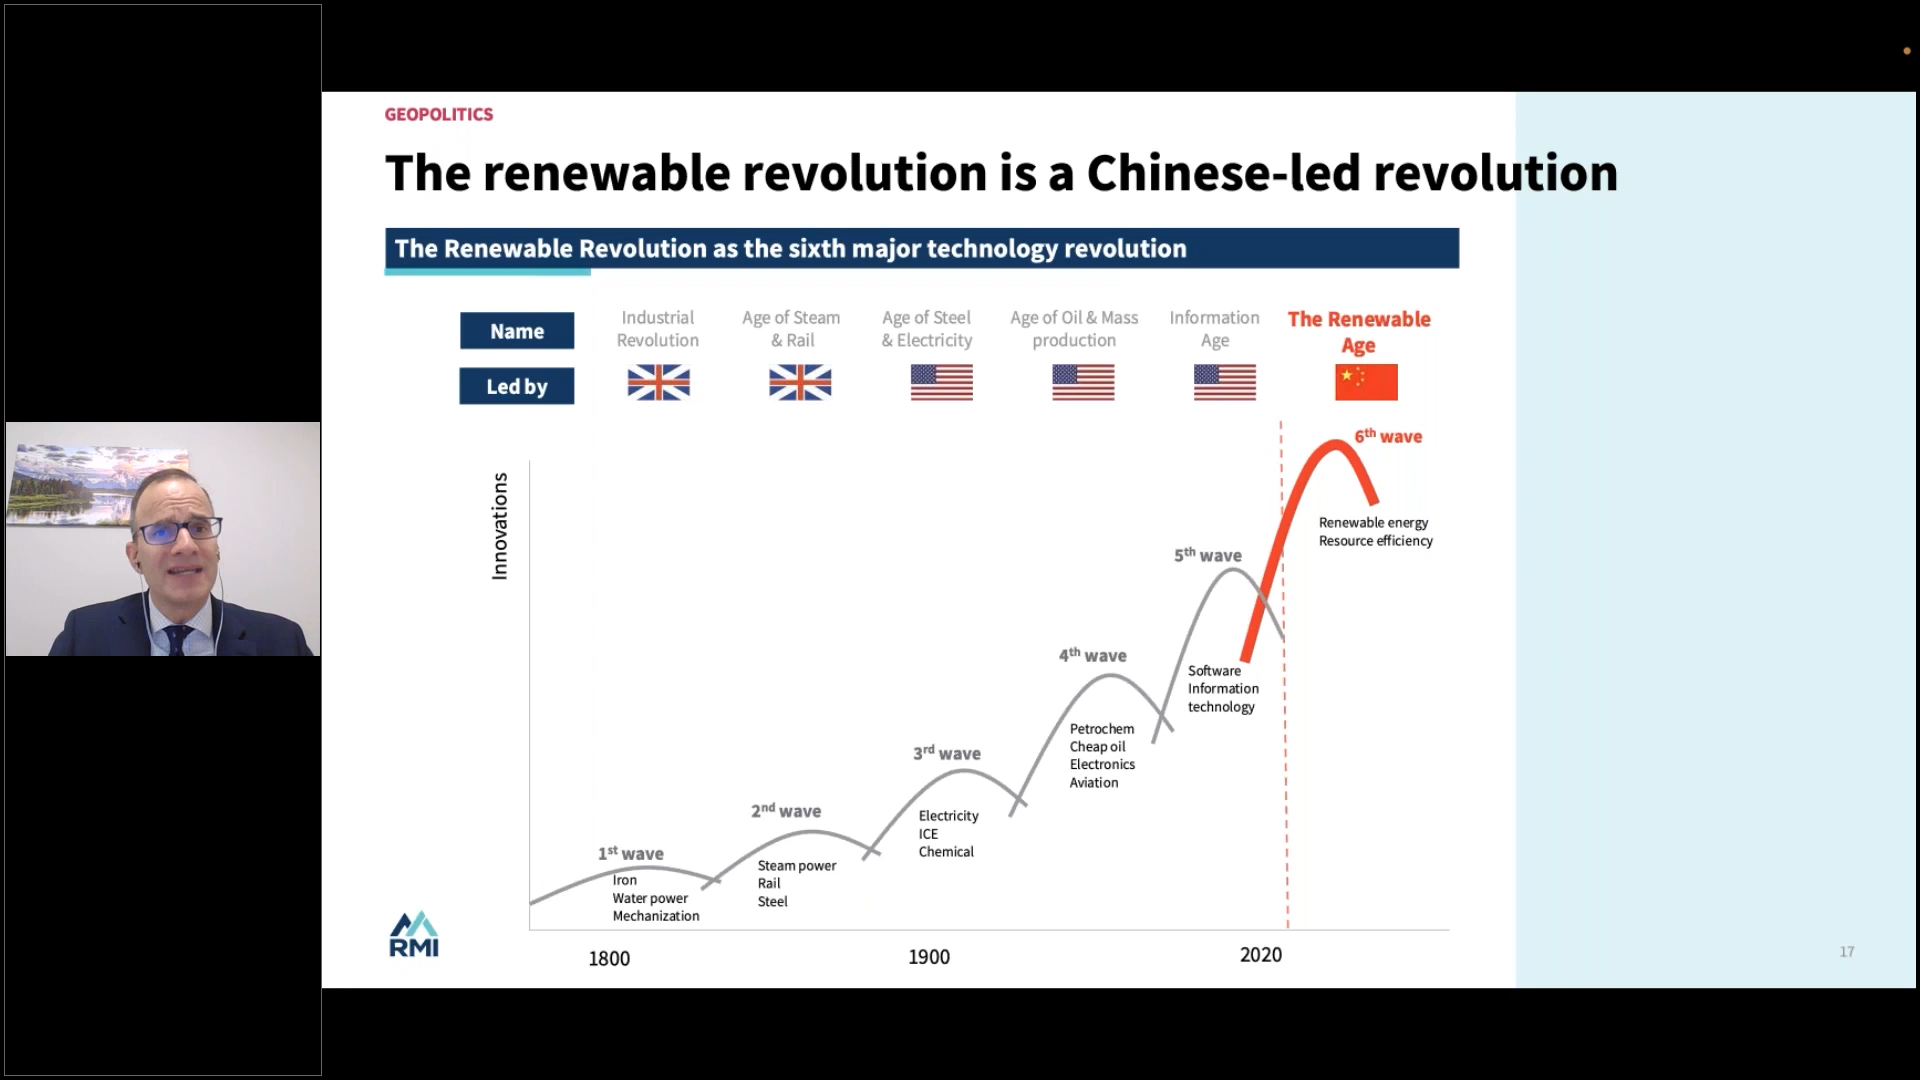 GEOPOLITICS
The renewable revolution is a Chinese-led revolution
The Renewable Revolution as the sixth major technology revolution
Name
Industrial
Revolution
Age of Steam
& Rail
Age of Steel
& Electricity
Age of Oil & Mass
production
Information
Age
The Renewable
Age
Led by
Innovations
1st wave
Iron
Water power
Mechanization
2nd wave
Steam power
Rail
Steel
3rd wave
Electricity
ICE
Chemical
4th wave
Petrochem
Cheap oil
Electronics
Aviation
5th wave
Software
Information
technology
6th wave
Renewable energy
Resource efficiency
1800
1900
2020
RMI
17